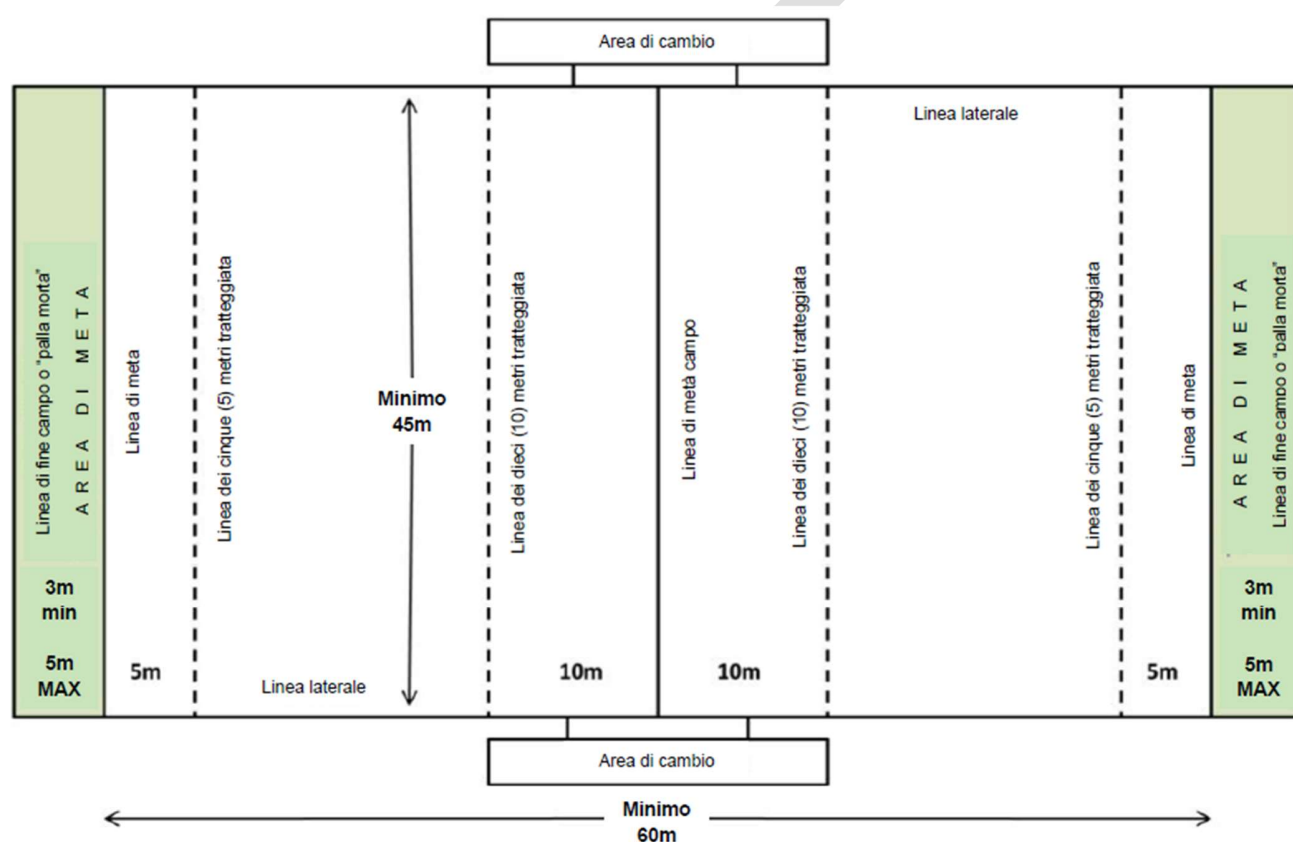 Area di cambio
Linea laterale
Linea di fine campo o "palla morta"
AREA DI META
Linea di meta
Linea dei cinque (5) metri tratteggiata
Minimo
45m
Linea dei dieci (10) metri tratteggiata
Linea di metà campo
Linea dei dieci (10) metri tratteggiata
Linea dei cinque (5) metri tratteggiata
Linea di meta
AREA DI META
Linea di fine campo o "palla morta"
3m
min
5m
MAX
5m
Linea laterale
10m
10m
5m
3m
min
5m
MAX
Area di cambio
Minimo
60m